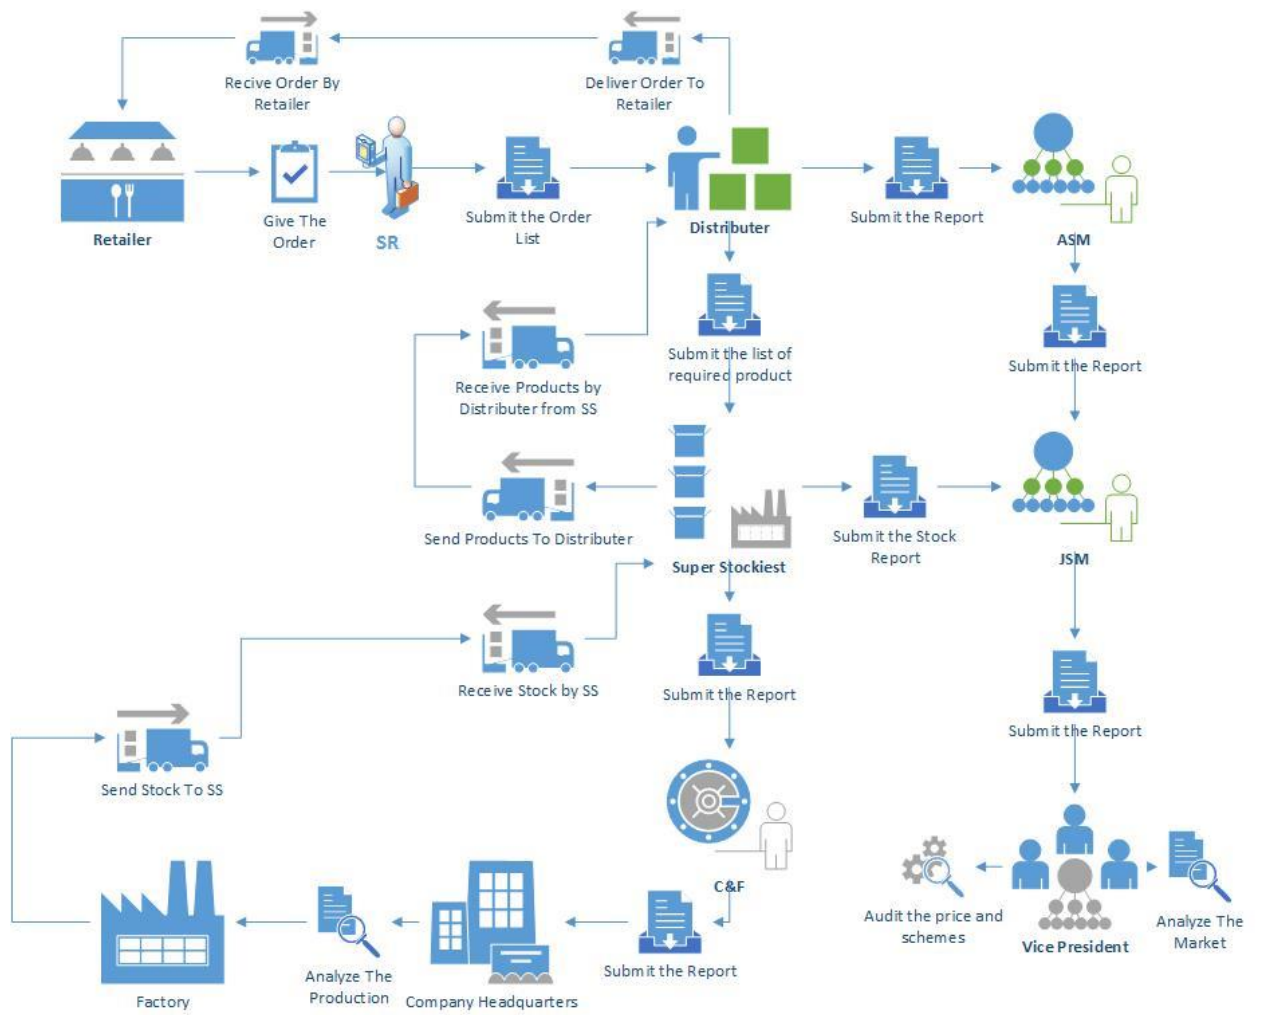 Recive Order By
Retailer
Deliver Order To
Retailer
Retailer
Give The
Order
SR
Submit the Order
List
Distributer
Submit the Report
ASM
Receive Products by
Distributer from SS
Submit the list of
required product
Submit the Report
Send Products To Distributer
Super Stockiest
Submit the Stock
Report
JSM
Receive Stock by SS
Submit the Report
Submit the Report
Send Stock To SS
C&F
Audit the price and
schemes
Vice President
Analyze The
Market
Factory
Analyze The
Production
Company Headquarters
Submit the Report